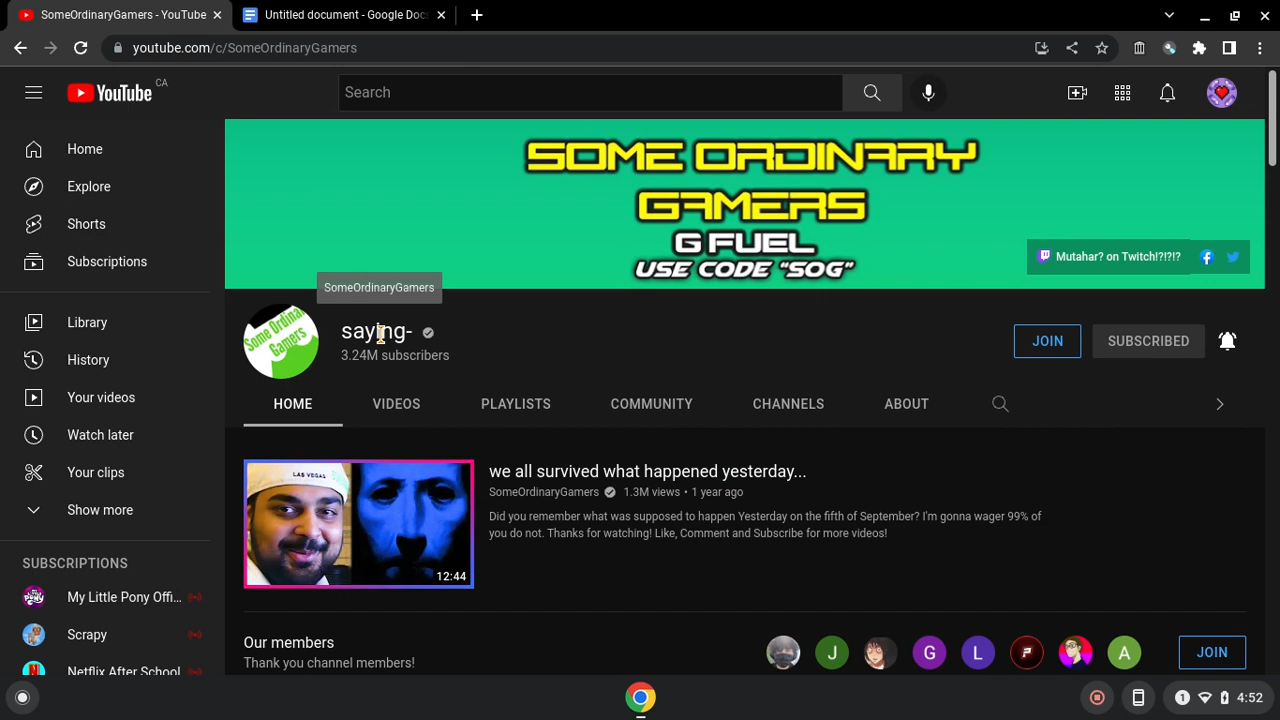 SomeOrdinaryGamers - YouTube
Untitled document - Google Docs
youtube.com/c/SomeOrdinaryGamers
YouTube CA
Search
Home
Explore
Shorts
Subscriptions
Library
History
Your videos
Watch later
Your clips
Show more
SUBSCRIPTIONS
My Little Pony Offi...
Scrapy
Netflix After School
SOME ORDINARY
GAMERS
G FUEL
USE CODE "SOG"
Mutahar? on Twitch!?!?!?
SomeOrdinaryGamers
Some Ordinary
Gamers
saying-
3.24M subscribers
JOIN
SUBSCRIBED
HOME
VIDEOS
PLAYLISTS
COMMUNITY
CHANNELS
ABOUT
LAS VEGAS
12:44
we all survived what happened yesterday...
SomeOrdinaryGamers 1.3M views • 1 year ago
Did you remember what was supposed to happen Yesterday on the fifth of September? I'm gonna wager 99% of
you do not. Thanks for watching! Like, Comment and Subscribe for more videos!
Our members
Thank you channel members!
J
G
L
A
JOIN
1
4:52